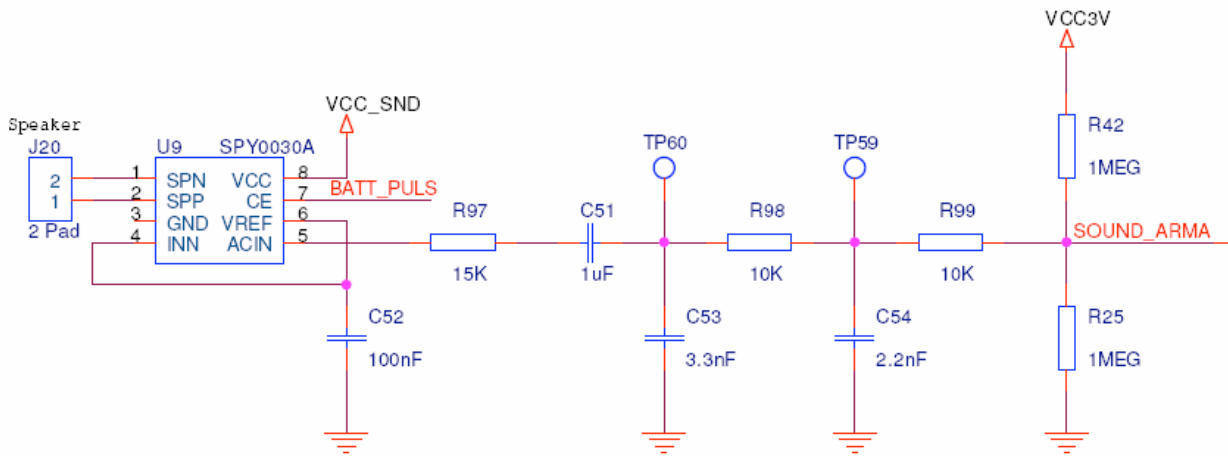 VCC3V
VCC_SND
Speaker
J20
2
1
2 Pad
U9
SPY0030A
1
2
3
4
SPN
SPP
GND
INN
VCC
CE
VREF
ACIN
8
7
6
5
BATT_PULS
R97
15K
C51
1uF
TP60
R98
10K
TP59
R99
10K
R42
1MEG
SOUND_ARMA
C52
100nF
C53
3.3nF
C54
2.2nF
R25
1MEG